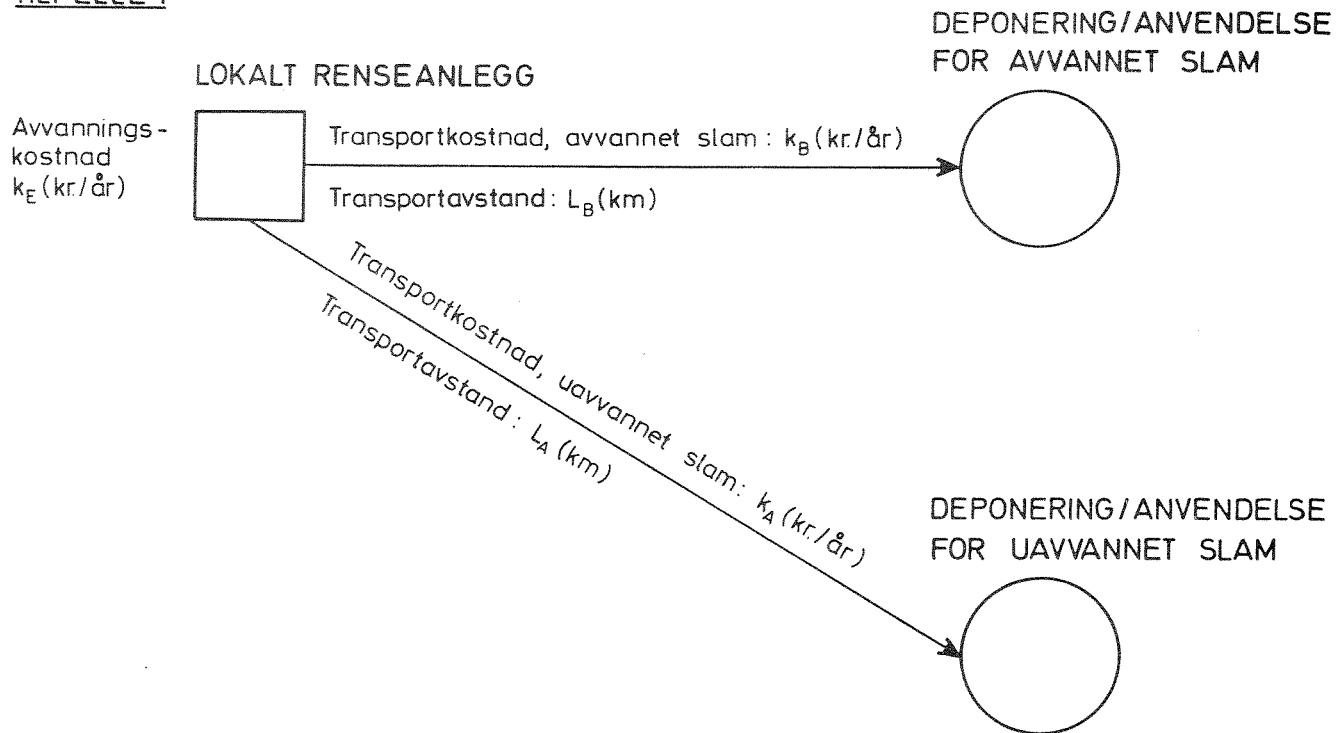 LOKALT RENSEANLEGG
Avvannings-
kostnad
k_E (kr./år)
Transportkostnad, avvannet slam : k_B (kr./år)
Transportavstand: L_B (km)
DEPONERING/ANVENDELSE
FOR AVVANNET SLAM
Transportkostnad, uavvannet slam: k_A (kr./år)
Transportavstand: L_A (km)
DEPONERING/ANVENDELSE
FOR UAVVANNET SLAM